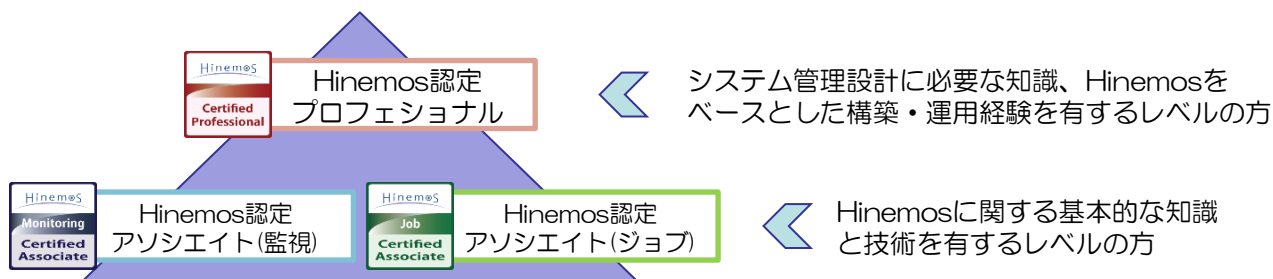 Hinemos
Certified
Professional
Hinemos認定
プロフェショナル
システム管理設計に必要な知識、Hinemosを
ベースとした構築・運用経験を有するレベルの方
Hinemos
Monitoring
Certified
Associate
Hinemos認定
アソシエイト(監視)
Hinemos
Job
Certified
Associate
Hinemos認定
アソシエイト(ジョブ)
Hinemosに関する基本的な知識
と技術を有するレベルの方